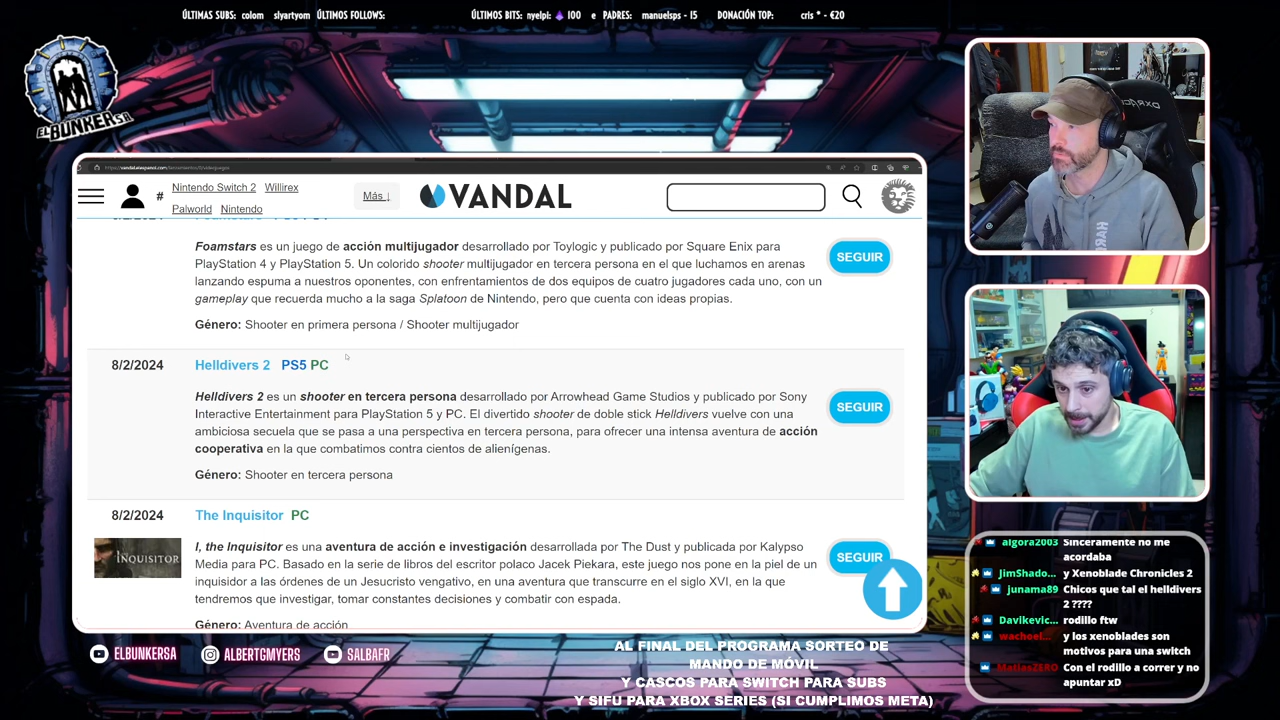 ÚLTIMAS SUBS: colom slyartyom ÚLTIMOS FOLLOWS: ÚLTIMOS BITS: nyelpi: 100 e PADRES: manuelsps - 15 DONACIÓN TOP: cris * - €20
EL BUNKER S.A.
# Nintendo Switch 2 Willirex
Palworld Nintendo
Más ↓
VANDAL
Foamstars es un juego de acción multijugador desarrollado por Toylogic y publicado por Square Enix para
PlayStation 4 y PlayStation 5. Un colorido shooter multijugador en tercera persona en el que luchamos en arenas
lanzando espuma a nuestros oponentes, con enfrentamientos de dos equipos de cuatro jugadores cada uno, con un
gameplay que recuerda mucho a la saga Splatoon de Nintendo, pero que cuenta con ideas propias.
SEGUIR
Género: Shooter en primera persona / Shooter multijugador
8/2/2024 Helldivers 2 PS5 PC
Helldivers 2 es un shooter en tercera persona desarrollado por Arrowhead Game Studios y publicado por Sony
Interactive Entertainment para PlayStation 5 y PC. El divertido shooter de doble stick Helldivers vuelve con una
ambiciosa secuela que se pasa a una perspectiva en tercera persona, para ofrecer una intensa aventura de acción
cooperativa en la que combatimos contra cientos de alienígenas.
SEGUIR
Género: Shooter en tercera persona
8/2/2024 The Inquisitor PC
INQUISITOR
I, the Inquisitor es una aventura de acción e investigación desarrollada por The Dust y publicada por Kalypso
Media para PC. Basado en la serie de libros del escritor polaco Jacek Piekara, este juego nos pone en la piel de un
inquisidor a las órdenes de un Jesucristo vengativo, en una aventura que transcurre en el siglo XVI, en la que
tendremos que investigar, tomar constantes decisiones y combatir con espada.
SEGUIR
Género: Aventura de acción
algora2003 Sinceramente no me
acordaba
JimShado... y Xenoblade Chronicles 2
Junama89 Chicos que tal el helldivers
2 ????
Davikevic... rodillo ftw
wachoel... y los xenoblades son
motivos para una switch
MatiasZERO Con el rodillo a correr y no
apuntar xD
ELBUNKERSA ALBERTGMYERS SALBAFR
AL FINAL DEL PROGRAMA SORTEO DE
MANDO DE MÓVIL
Y CASCOS PARA SWITCH PARA SUBS
Y SIFU PARA XBOX SERIES (SI CUMPLIMOS META)